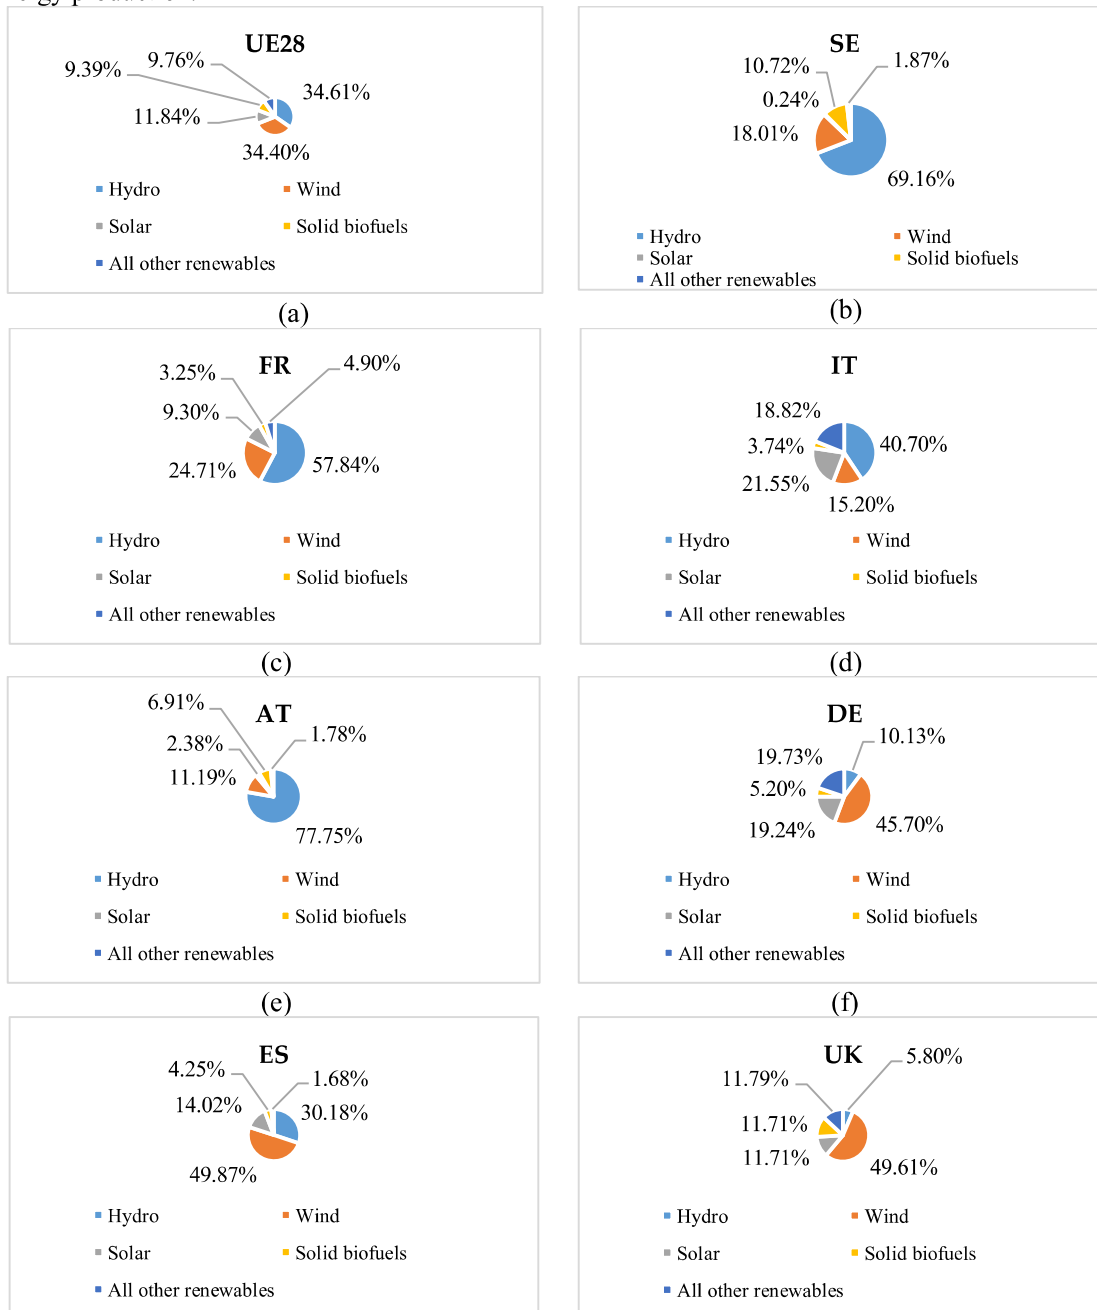 UE28
9.76%
9.39%
34.61%
11.84%
34.40%
Hydro Wind
Solar Solid biofuels
All other renewables
(a)
SE
1.87%
10.72%
0.24%
18.01%
69.16%
Hydro Wind
Solar Solid biofuels
All other renewables
(b)
FR
4.90%
3.25%
9.30%
57.84%
24.71%
Hydro Wind
Solar Solid biofuels
All other renewables
(c)
IT
18.82%
3.74%
40.70%
21.55%
15.20%
Hydro Wind
Solar Solid biofuels
All other renewables
(d)
AT
6.91%
1.78%
2.38%
11.19%
77.75%
Hydro Wind
Solar Solid biofuels
All other renewables
(e)
DE
10.13%
19.73%
5.20%
19.24%
45.70%
Hydro Wind
Solar Solid biofuels
All other renewables
(f)
ES
4.25%
1.68%
14.02%
30.18%
49.87%
Hydro Wind
Solar Solid biofuels
All other renewables
UK
5.80%
11.79%
11.71%
11.71%
49.61%
Hydro Wind
Solar Solid biofuels
All other renewables